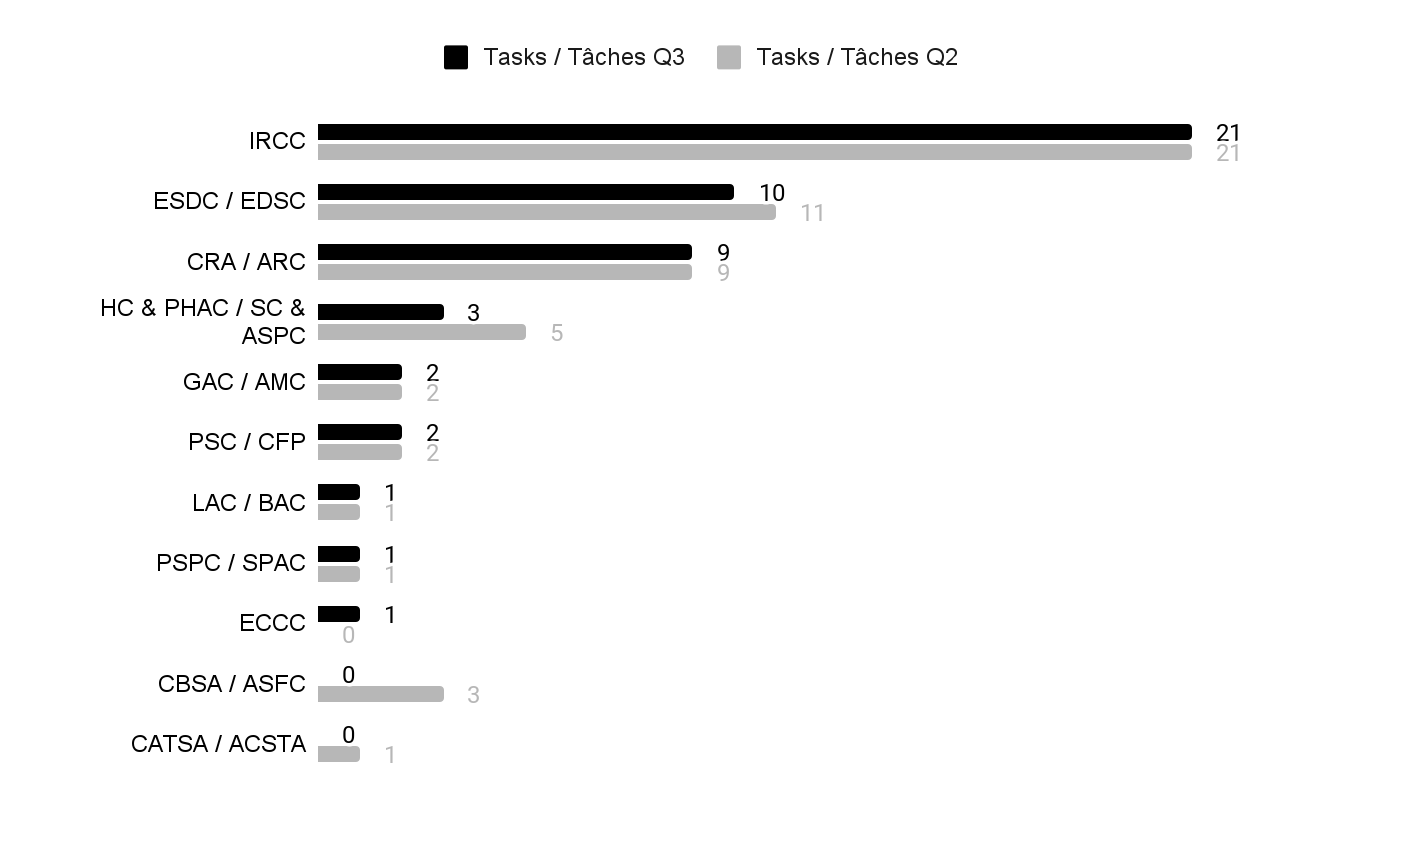 Tasks / Tâches Q3 Tasks / Tâches Q2
IRCC 21
21
ESDC / EDSC 10
11
CRA / ARC 9
9
HC & PHAC / SC &
ASPC 3
5
GAC / AMC 2
2
PSC / CFP 2
2
LAC / BAC 1
1
PSPC / SPAC 1
1
ECCC 1
0
CBSA / ASFC 0
3
CATSA / ACSTA 0
1